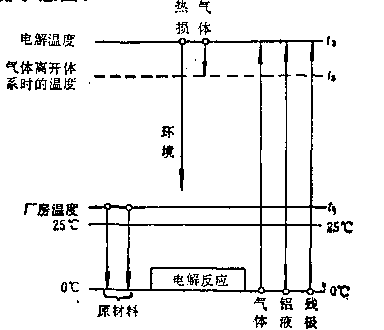 热 气
损 体
电解温度
气体离开体
系时的温度
环
境
厂房温度
25℃
25℃
0℃
电解反应
0℃
原材料
气 铝 残
体 液 极